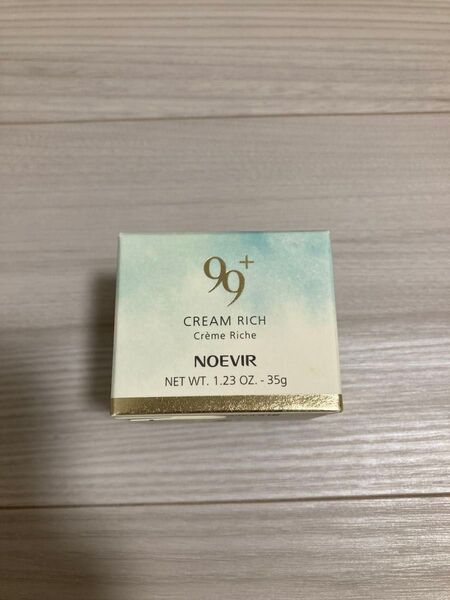 99+
CREAM RICH
Crème Riche
NOEVIR
NET WT. 1.23 OZ. - 35g